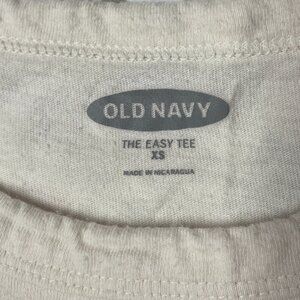 OLD NAVY
THE EASY TEE
XS
MADE IN NICARAGUA